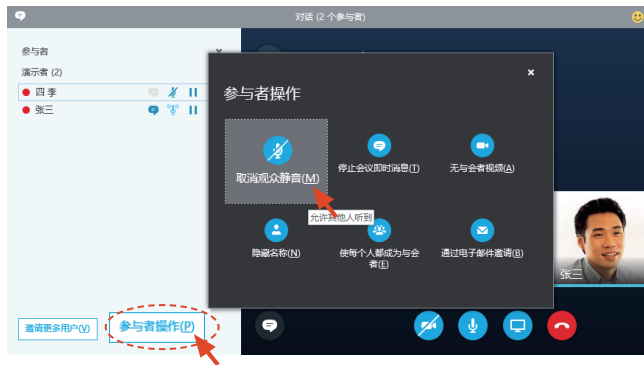 对话 (2 个参与者)
参与者
演示者 (2)
四 李
张三
参与者操作
取消观众静音(M)
停止会议即时消息(T)
无与会者视频(A)
允许其他人听到
隐藏名称(N)
使每个人都成为与会
者(E)
通过电子邮件邀请(B)
张三
邀请更多用户(V)
参与者操作(P)